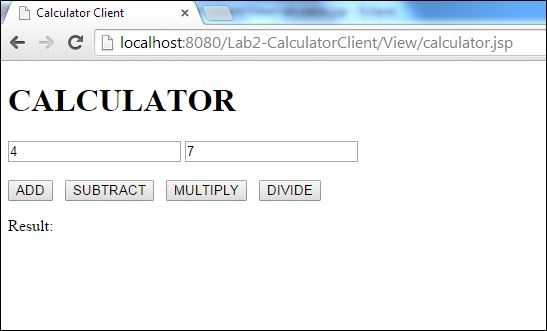 Calculator Client
localhost:8080/Lab2-CalculatorClient/View/calculator.jsp
CALCULATOR
4 7
ADD SUBTRACT MULTIPLY DIVIDE
Result: